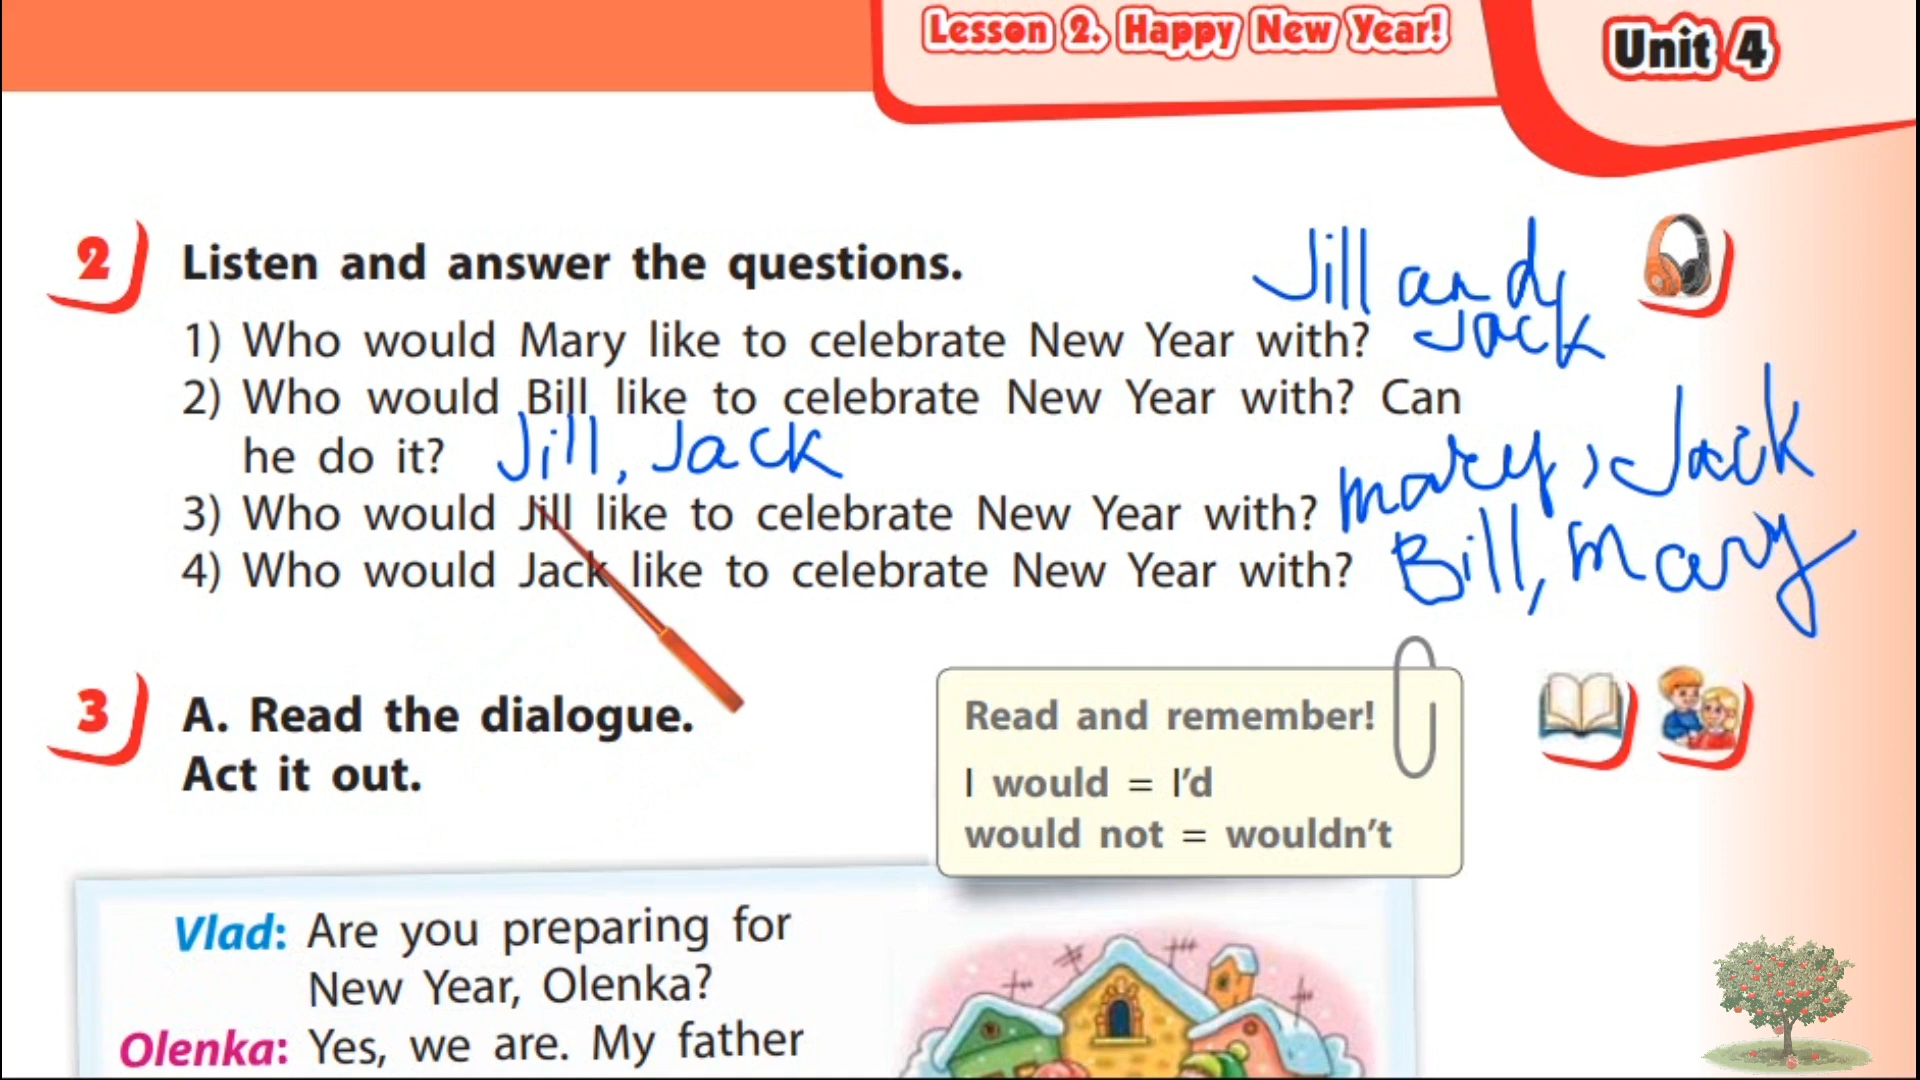 Lesson 2. Happy New Year!
Unit 4
2 Listen and answer the questions.
Jill and
Jack
1) Who would Mary like to celebrate New Year with?
2) Who would Bill like to celebrate New Year with? Can
he do it? Jill, Jack
mary, Jack
3) Who would Jill like to celebrate New Year with?
4) Who would Jack like to celebrate New Year with? Bill, Mary
3 A. Read the dialogue.
Act it out.
Read and remember!
I would = I'd
would not = wouldn't
Vlad: Are you preparing for
New Year, Olenka?
Olenka: Yes, we are. My father